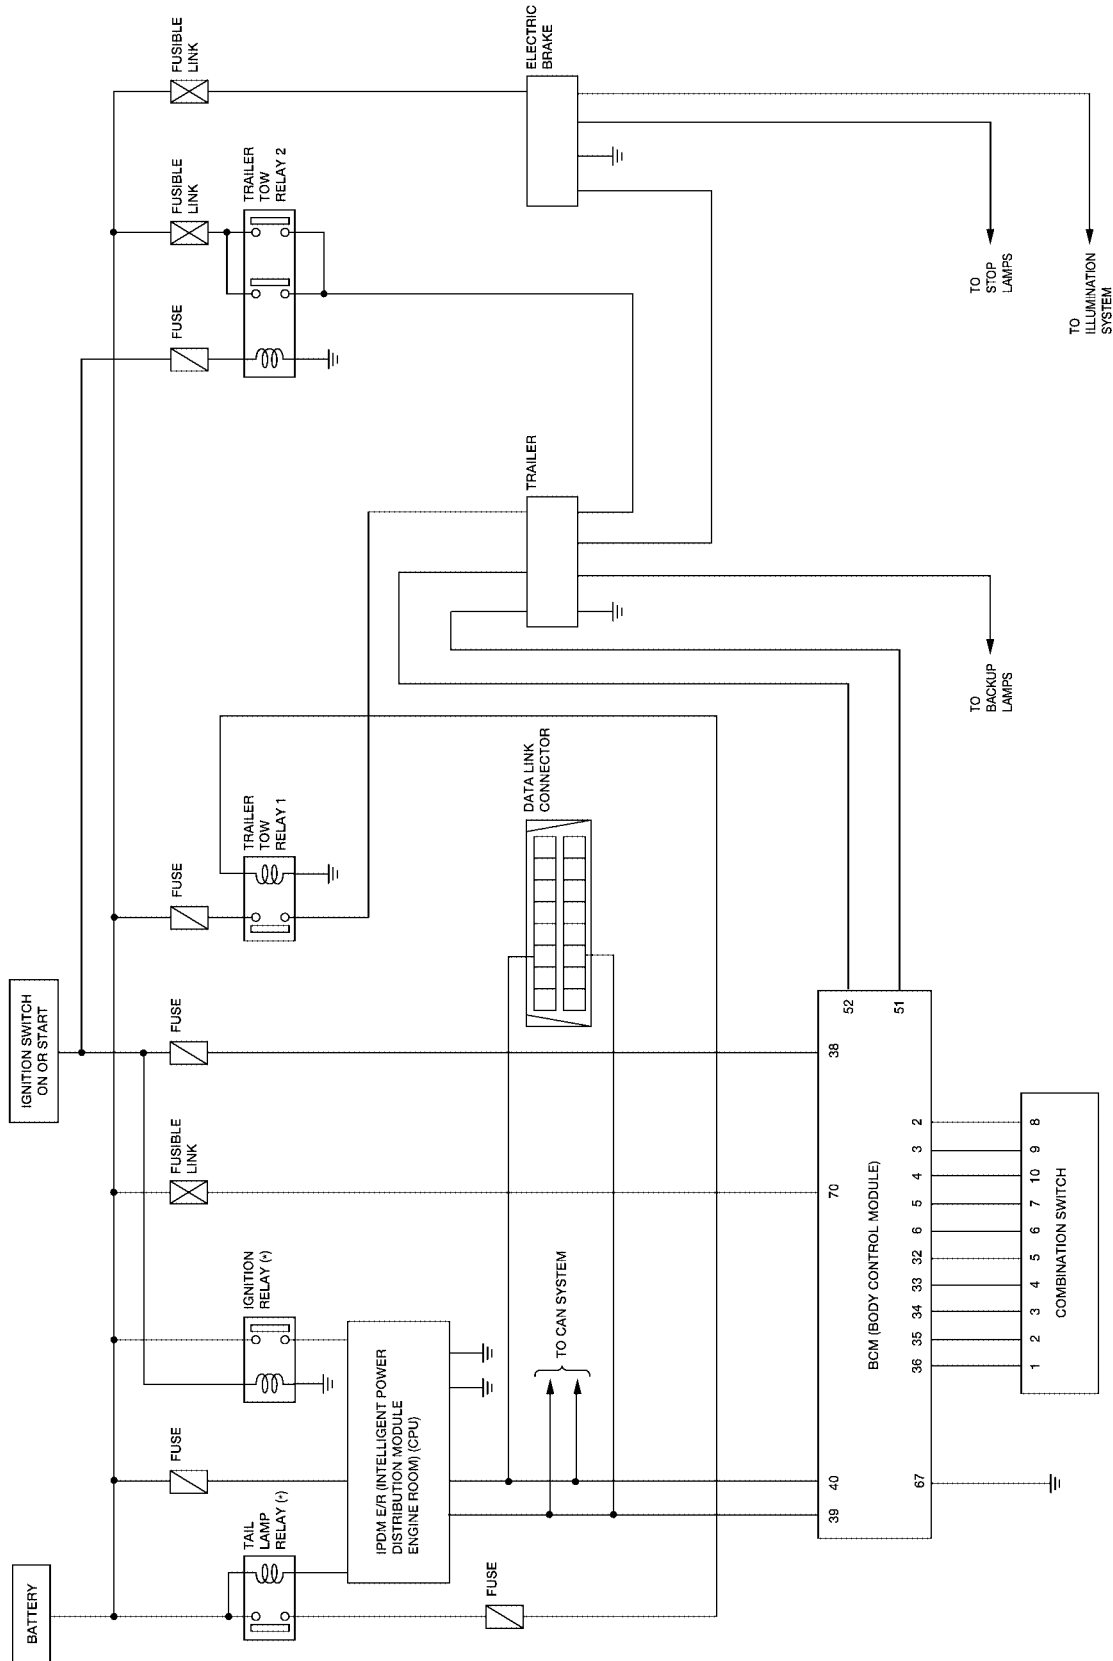 BATTERY
IGNITION SWITCH
ON OR START
TAIL
LAMP
RELAY (*)
FUSE
IGNITION
RELAY (*)
FUSIBLE
LINK
FUSE
FUSE
TRAILER
TOW
RELAY 1
FUSE
FUSIBLE
LINK
TRAILER
TOW
RELAY 2
FUSIBLE
LINK
IPDM E/R (INTELLIGENT POWER
DISTRIBUTION MODULE
ENGINE ROOM) (CPU)
FUSE
TO CAN SYSTEM
DATA LINK
CONNECTOR
TRAILER
ELECTRIC
BRAKE
39 40 70 38 52
51
BCM (BODY CONTROL MODULE)
67 36 35 34 33 32 6 5 4 3 2
1 2 3 4 5 6 7 10 9 8
COMBINATION SWITCH
TO
BACKUP
LAMPS
TO
STOP
LAMPS
TO
ILLUMINATION
SYSTEM